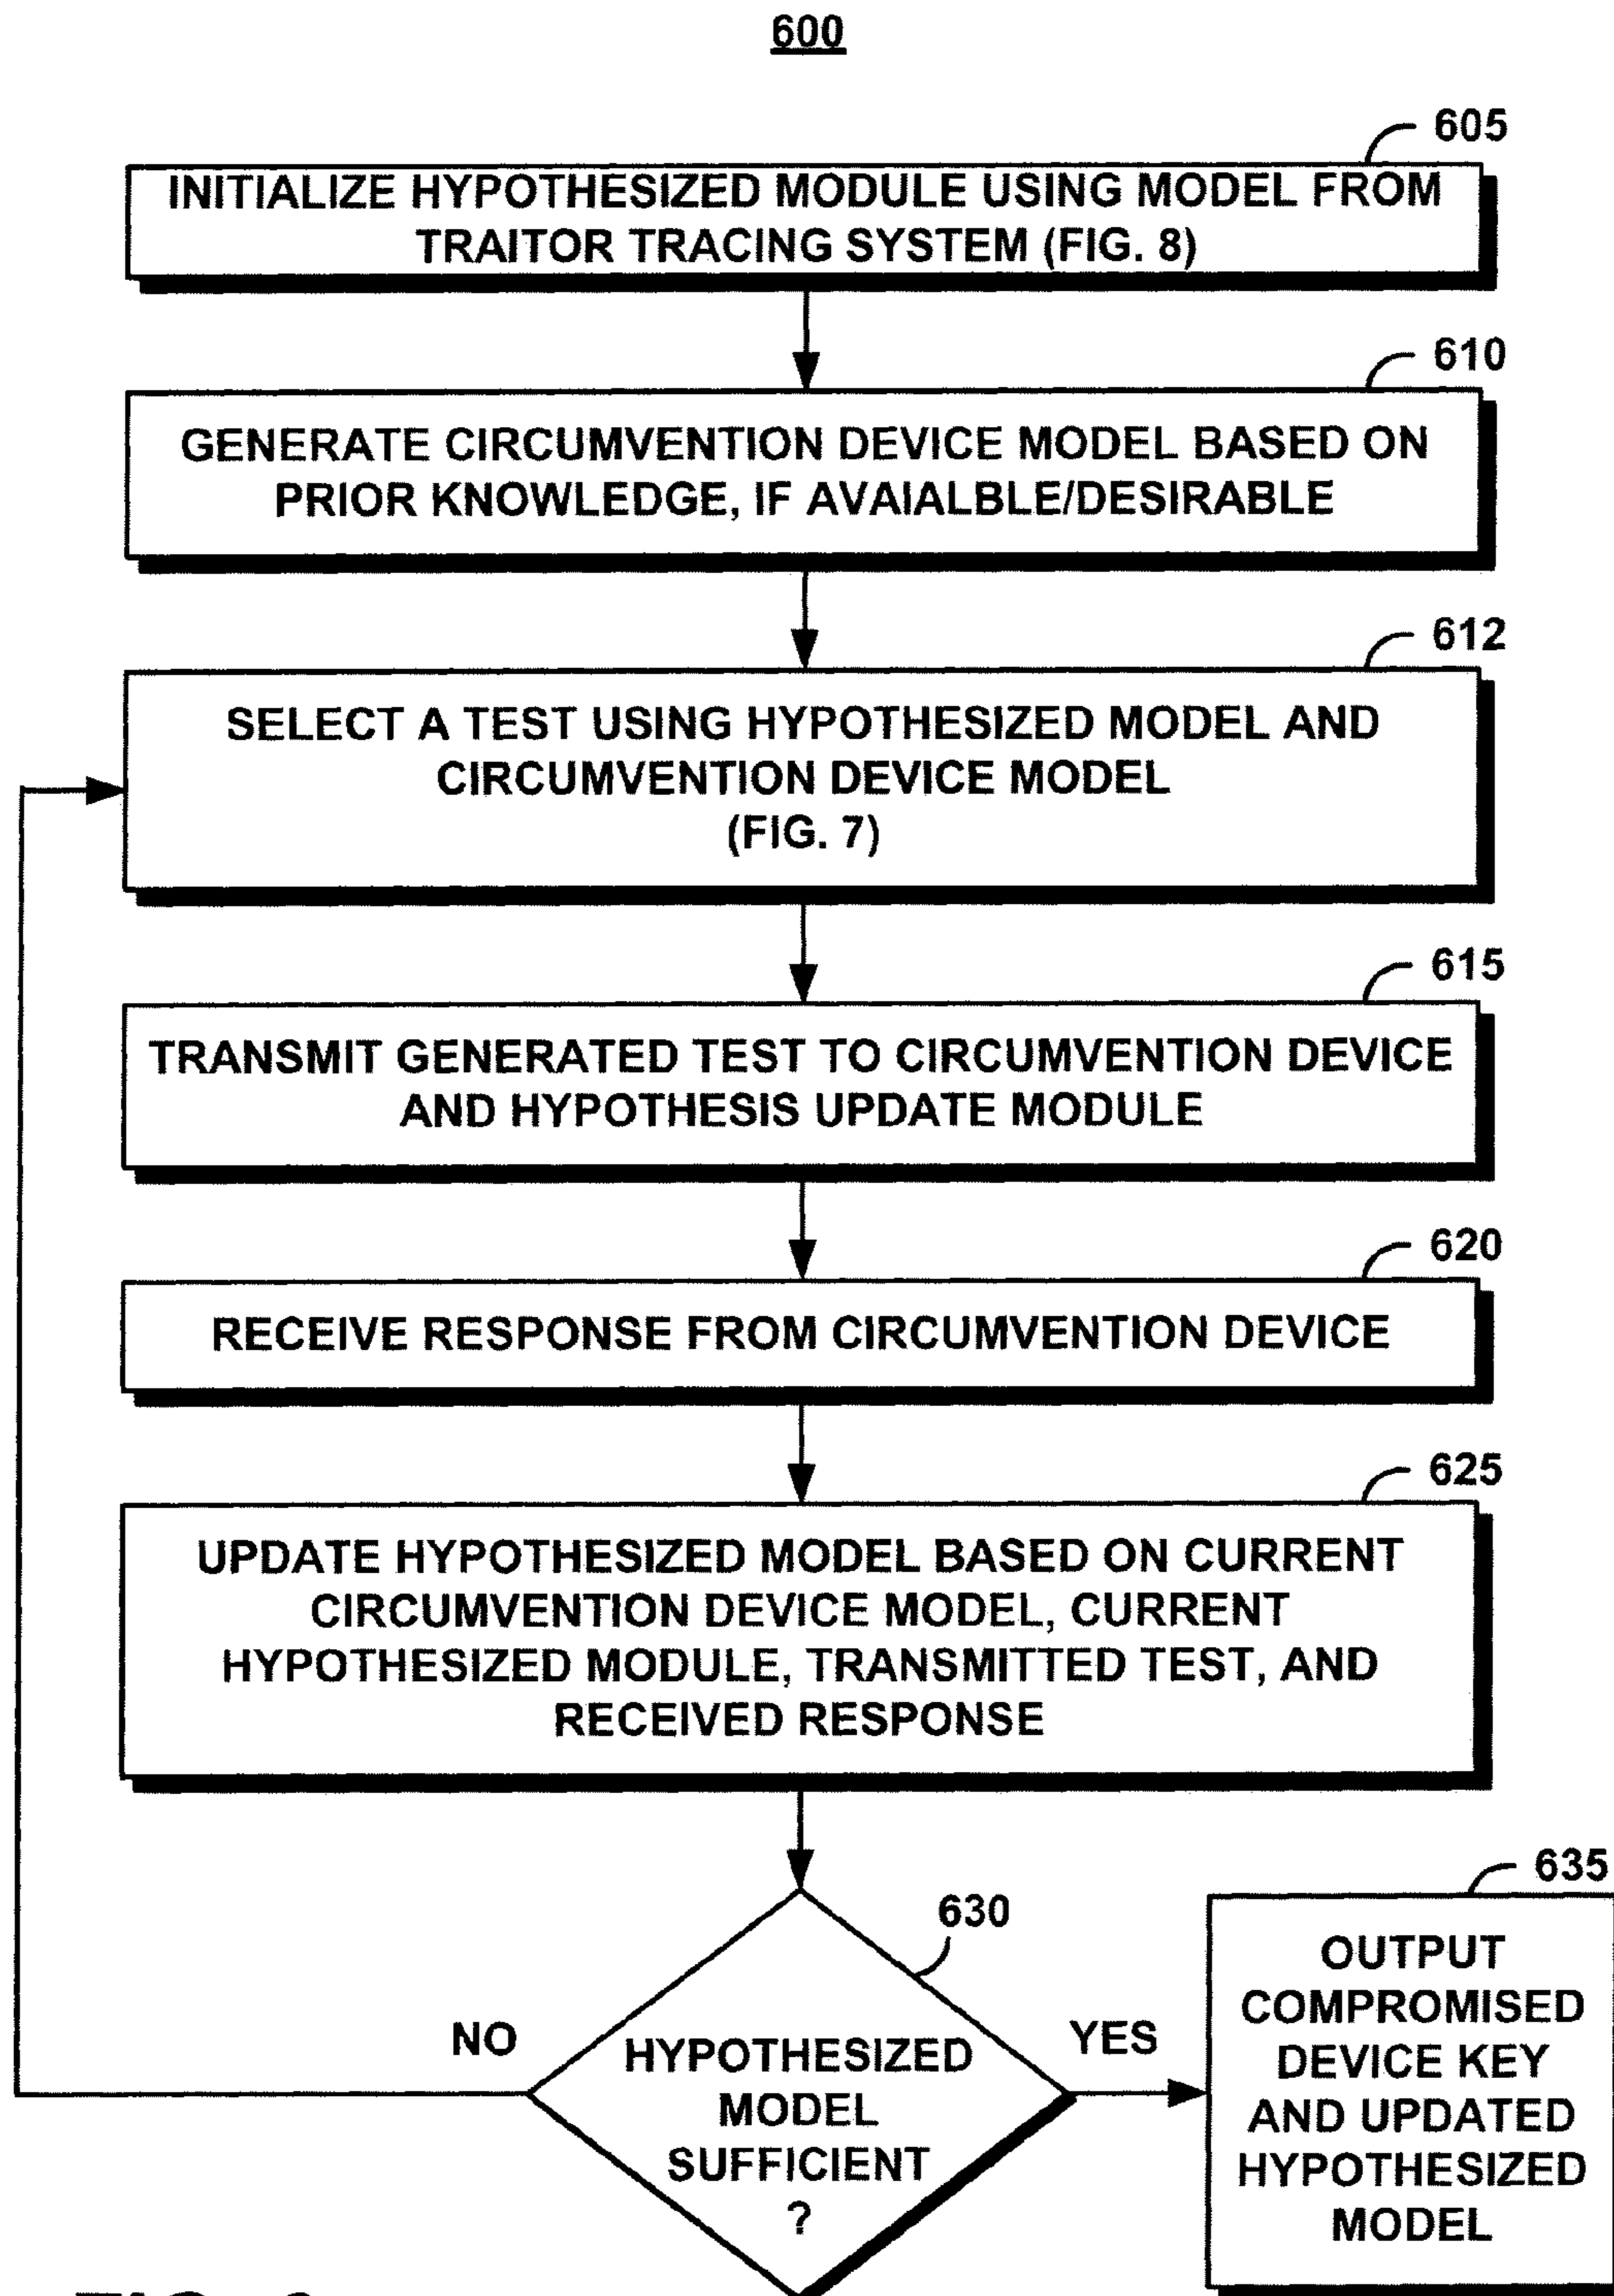 600
605
INITIALIZE HYPOTHESIZED MODULE USING MODEL FROM
TRAITOR TRACING SYSTEM (FIG. 8)
610
GENERATE CIRCUMVENTION DEVICE MODEL BASED ON
PRIOR KNOWLEDGE, IF AVAIALBLE/DESIRABLE
612
SELECT A TEST USING HYPOTHESIZED MODEL AND
CIRCUMVENTION DEVICE MODEL
(FIG. 7)
615
TRANSMIT GENERATED TEST TO CIRCUMVENTION DEVICE
AND HYPOTHESIS UPDATE MODULE
620
RECEIVE RESPONSE FROM CIRCUMVENTION DEVICE
625
UPDATE HYPOTHESIZED MODEL BASED ON CURRENT
CIRCUMVENTION DEVICE MODEL, CURRENT
HYPOTHESIZED MODULE, TRANSMITTED TEST, AND
RECEIVED RESPONSE
630
NO
HYPOTHESIZED
MODEL
SUFFICIENT
?
YES
635
OUTPUT
COMPROMISED
DEVICE KEY
AND UPDATED
HYPOTHESIZED
MODEL